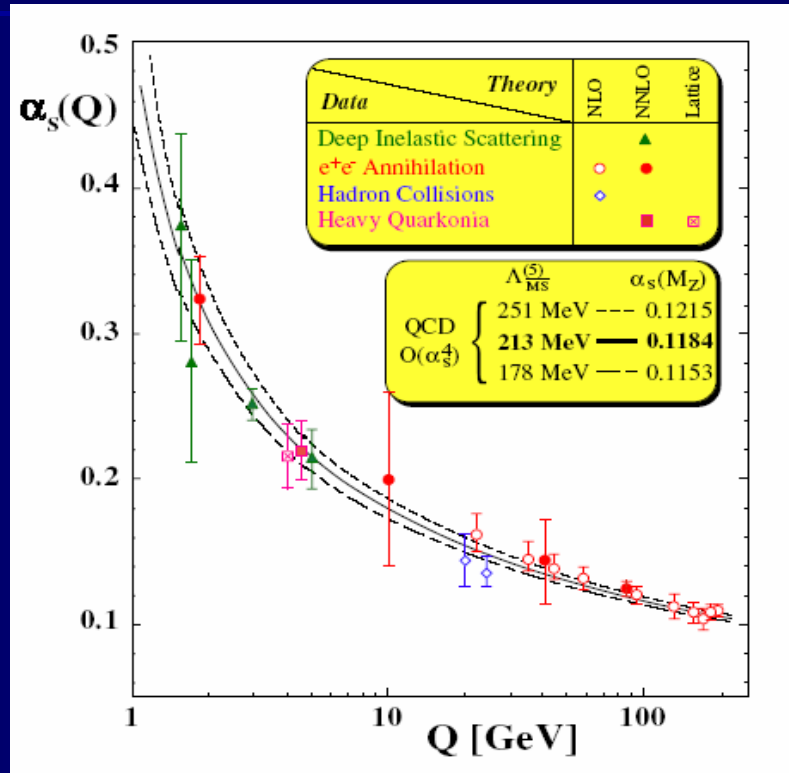 0.5
αs(Q)
0.4
0.3
0.2
0.1
Theory
Data
NLO
NNLO
Lattice
Deep Inelastic Scattering
e+e- Annihilation
Hadron Collisions
Heavy Quarkonia
Λ(5)MS αs(MZ)
QCD
O(αs4)
251 MeV 0.1215
213 MeV 0.1184
178 MeV 0.1153
1 10 100
Q [GeV]